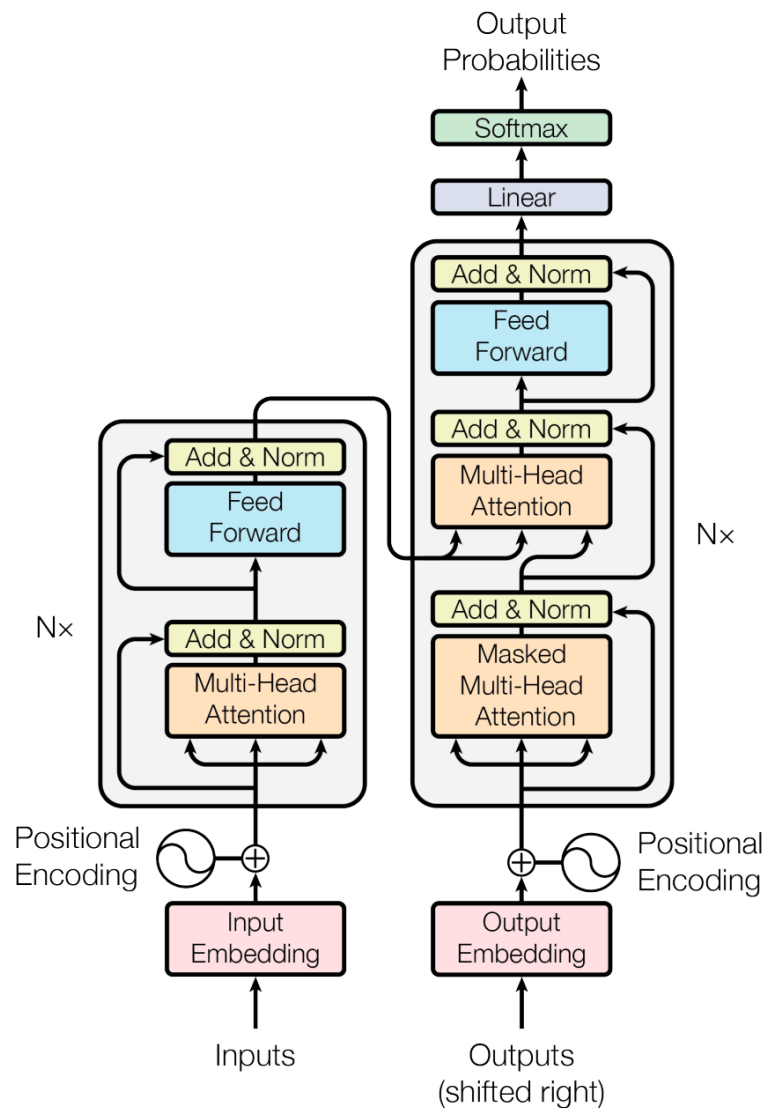 Output
Probabilities
Softmax
Linear
Add & Norm
Feed
Forward
Add & Norm
Multi-Head
Attention
Add & Norm
Masked
Multi-Head
Attention
Nx
Add & Norm
Feed
Forward
Add & Norm
Multi-Head
Attention
Nx
Positional
Encoding
Positional
Encoding
Input
Embedding
Output
Embedding
Inputs
Outputs
(shifted right)